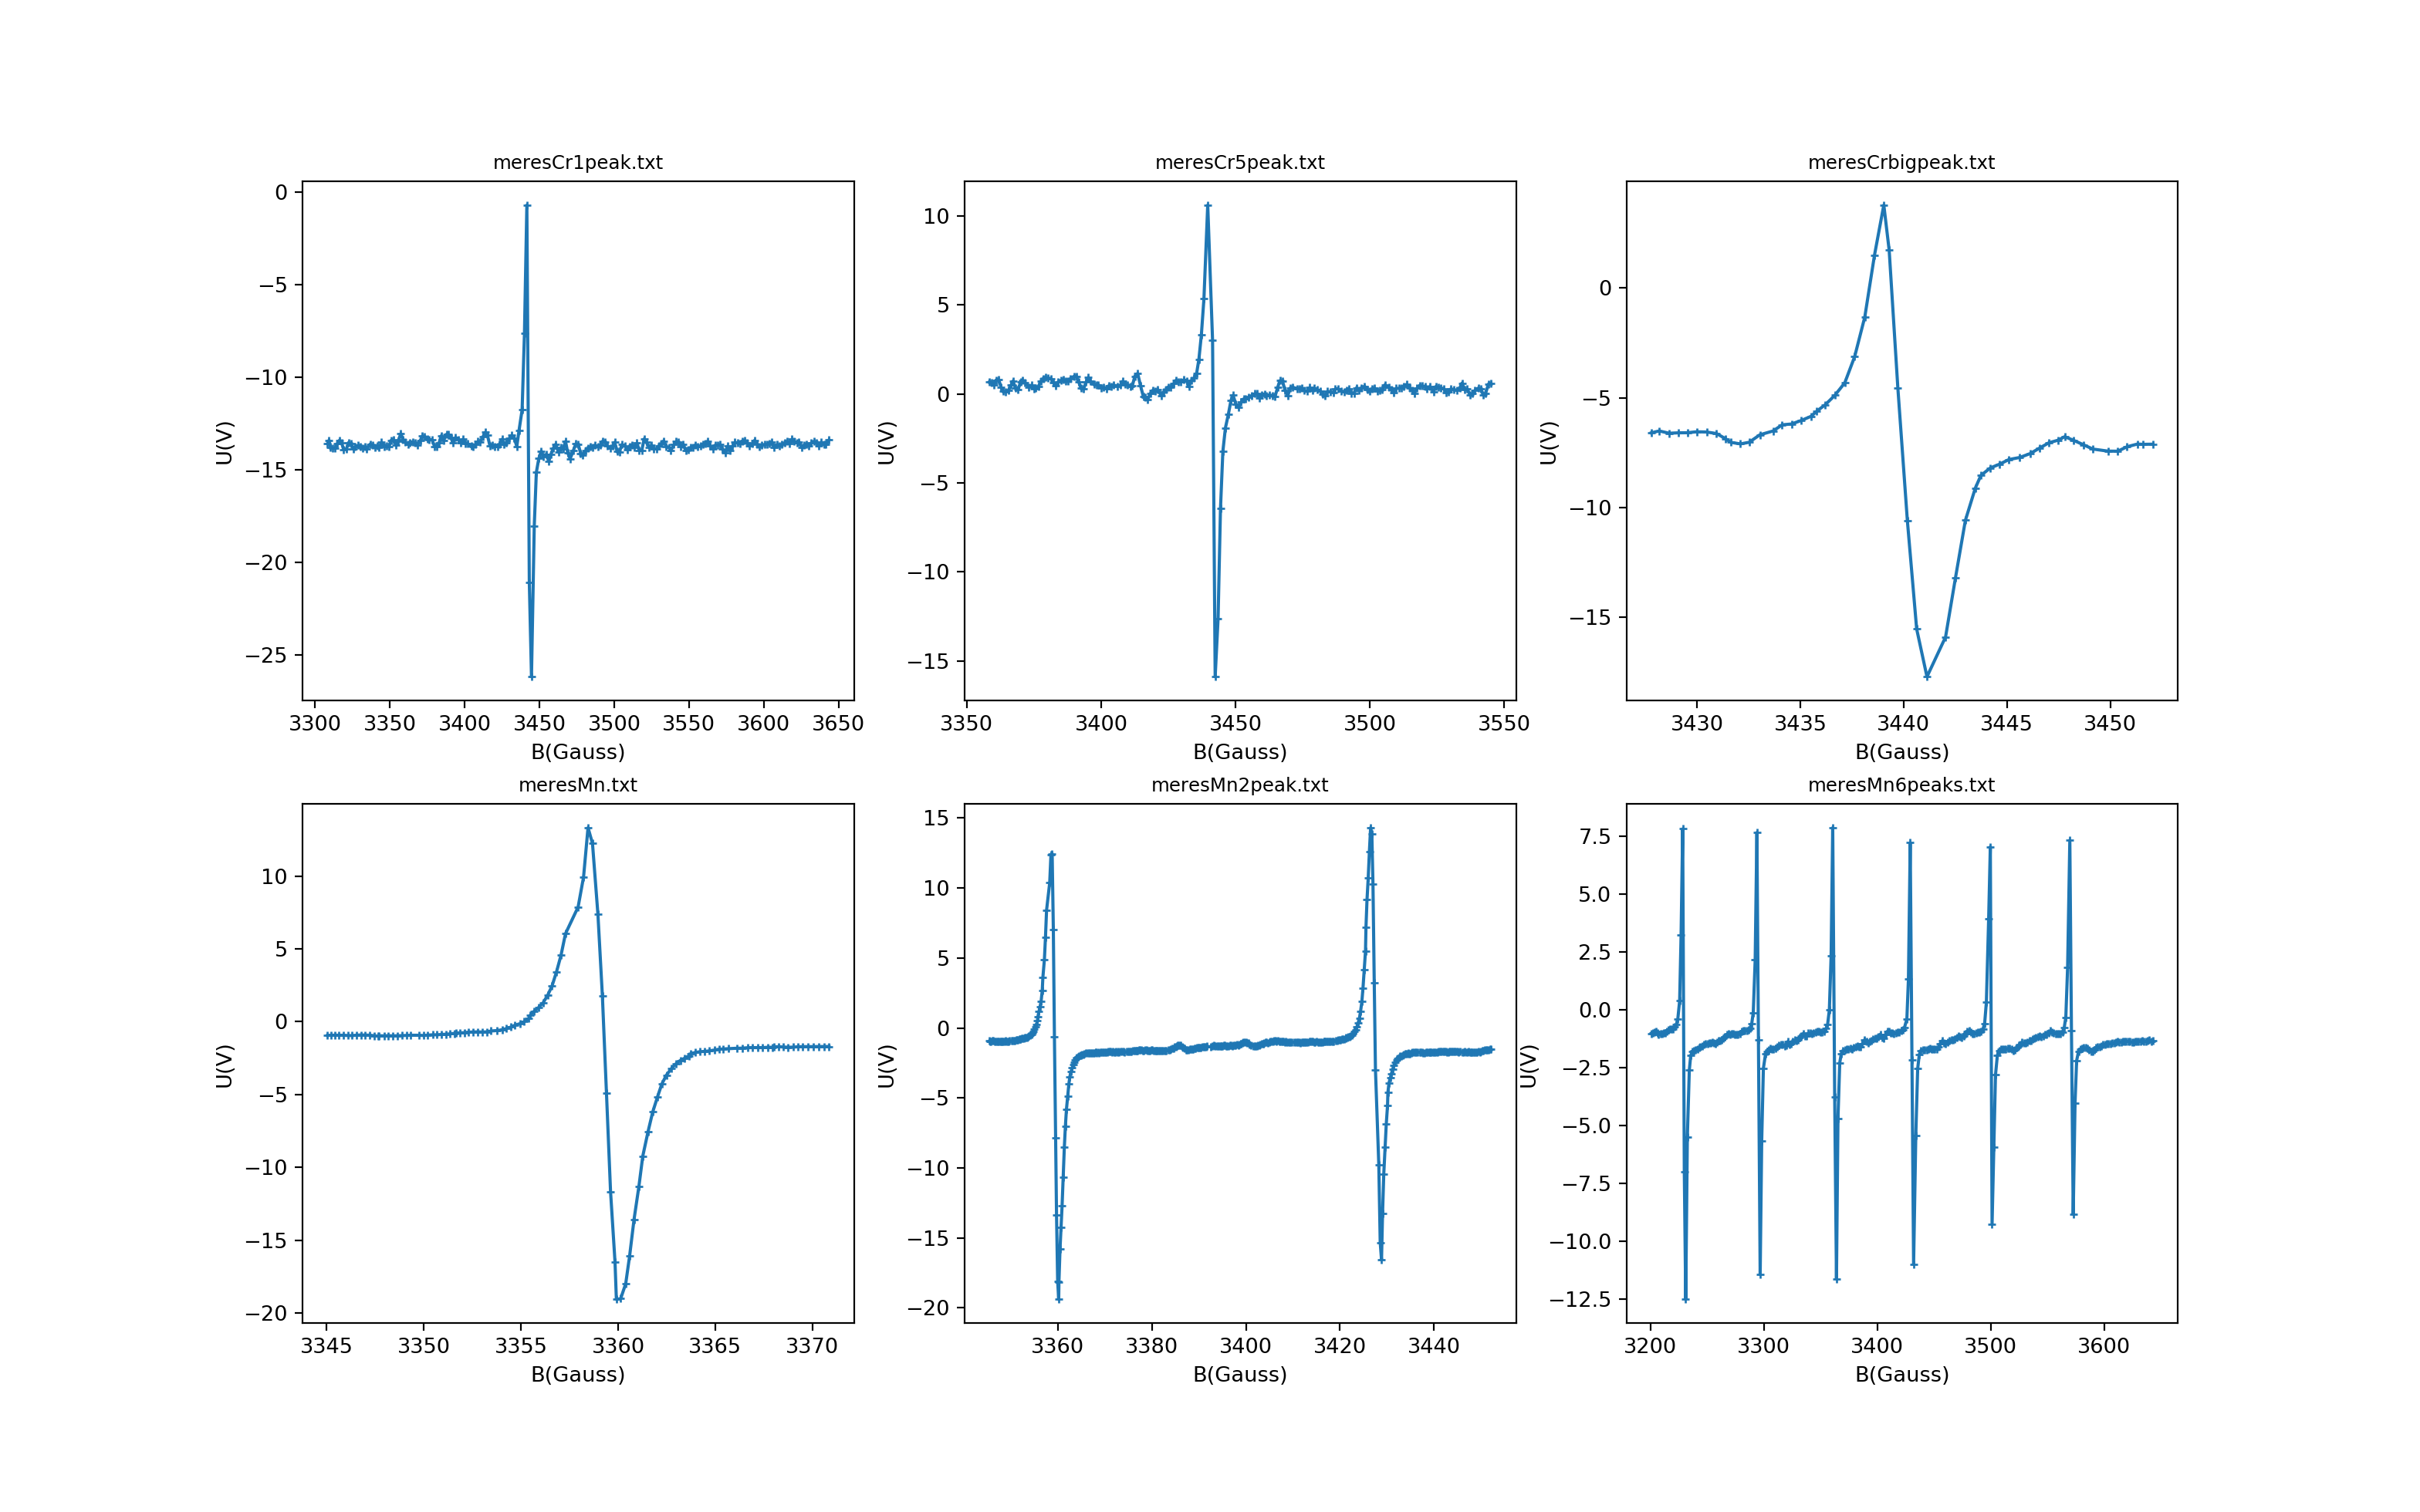 meresCr1peak.txt
meresCr5peak.txt
meresCrbigpeak.txt
0
−5
−10
−15
−20
−25
U(V)
3300 3350 3400 3450 3500 3550 3600 3650
B(Gauss)
10
5
0
−5
−10
−15
U(V)
3350 3400 3450 3500 3550
B(Gauss)
0
−5
−10
−15
U(V)
3430 3435 3440 3445 3450
B(Gauss)
meresMn.txt
meresMn2peak.txt
meresMn6peaks.txt
10
5
0
−5
−10
−15
−20
U(V)
3345 3350 3355 3360 3365 3370
B(Gauss)
15
10
5
0
−5
−10
−15
−20
U(V)
3360 3380 3400 3420 3440
B(Gauss)
7.5
5.0
2.5
0.0
−2.5
−5.0
−7.5
−10.0
−12.5
U(V)
3200 3300 3400 3500 3600
B(Gauss)